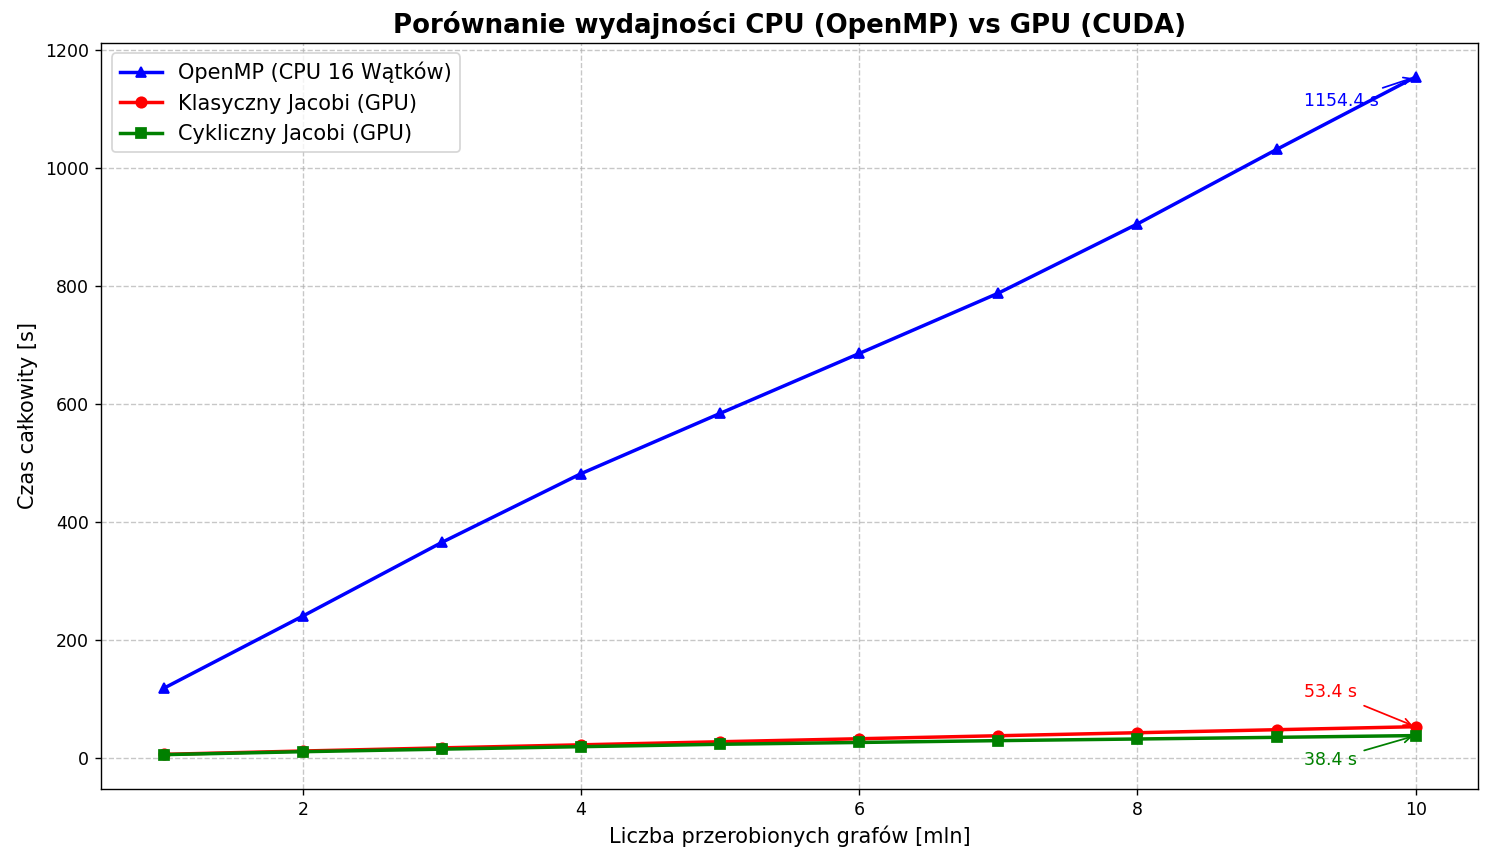 Porównanie wydajności CPU (OpenMP) vs GPU (CUDA)
OpenMP (CPU 16 Wątków)
Klasyczny Jacobi (GPU)
Cykliczny Jacobi (GPU)
1154.4 s
53.4 s
38.4 s
Czas całkowity [s]
1200
1000
800
600
400
200
0
2 4 6 8 10
Liczba przerobionych grafów [mln]